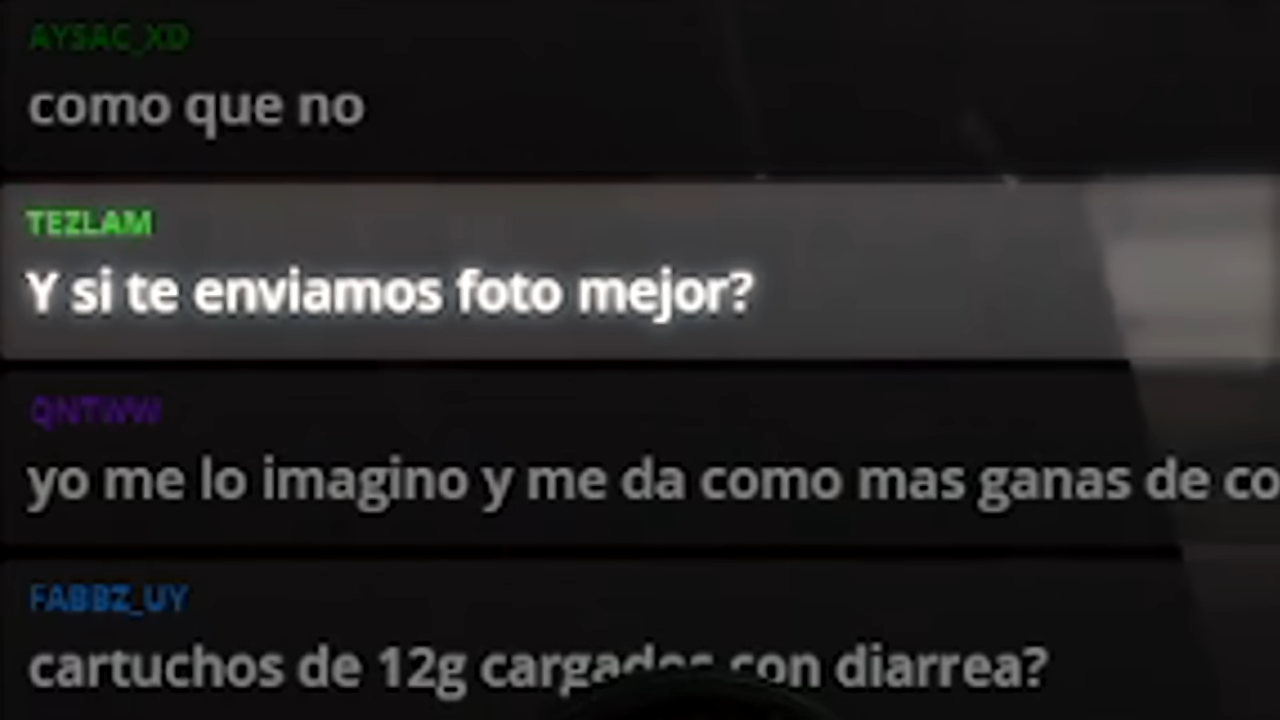 AYSAC_XD
como que no
TEZLAM
Y si te enviamos foto mejor?
QNTWW
yo me lo imagino y me da como mas ganas de co
FABBZ_UY
cartuchos de 12g cargados con diarrea?